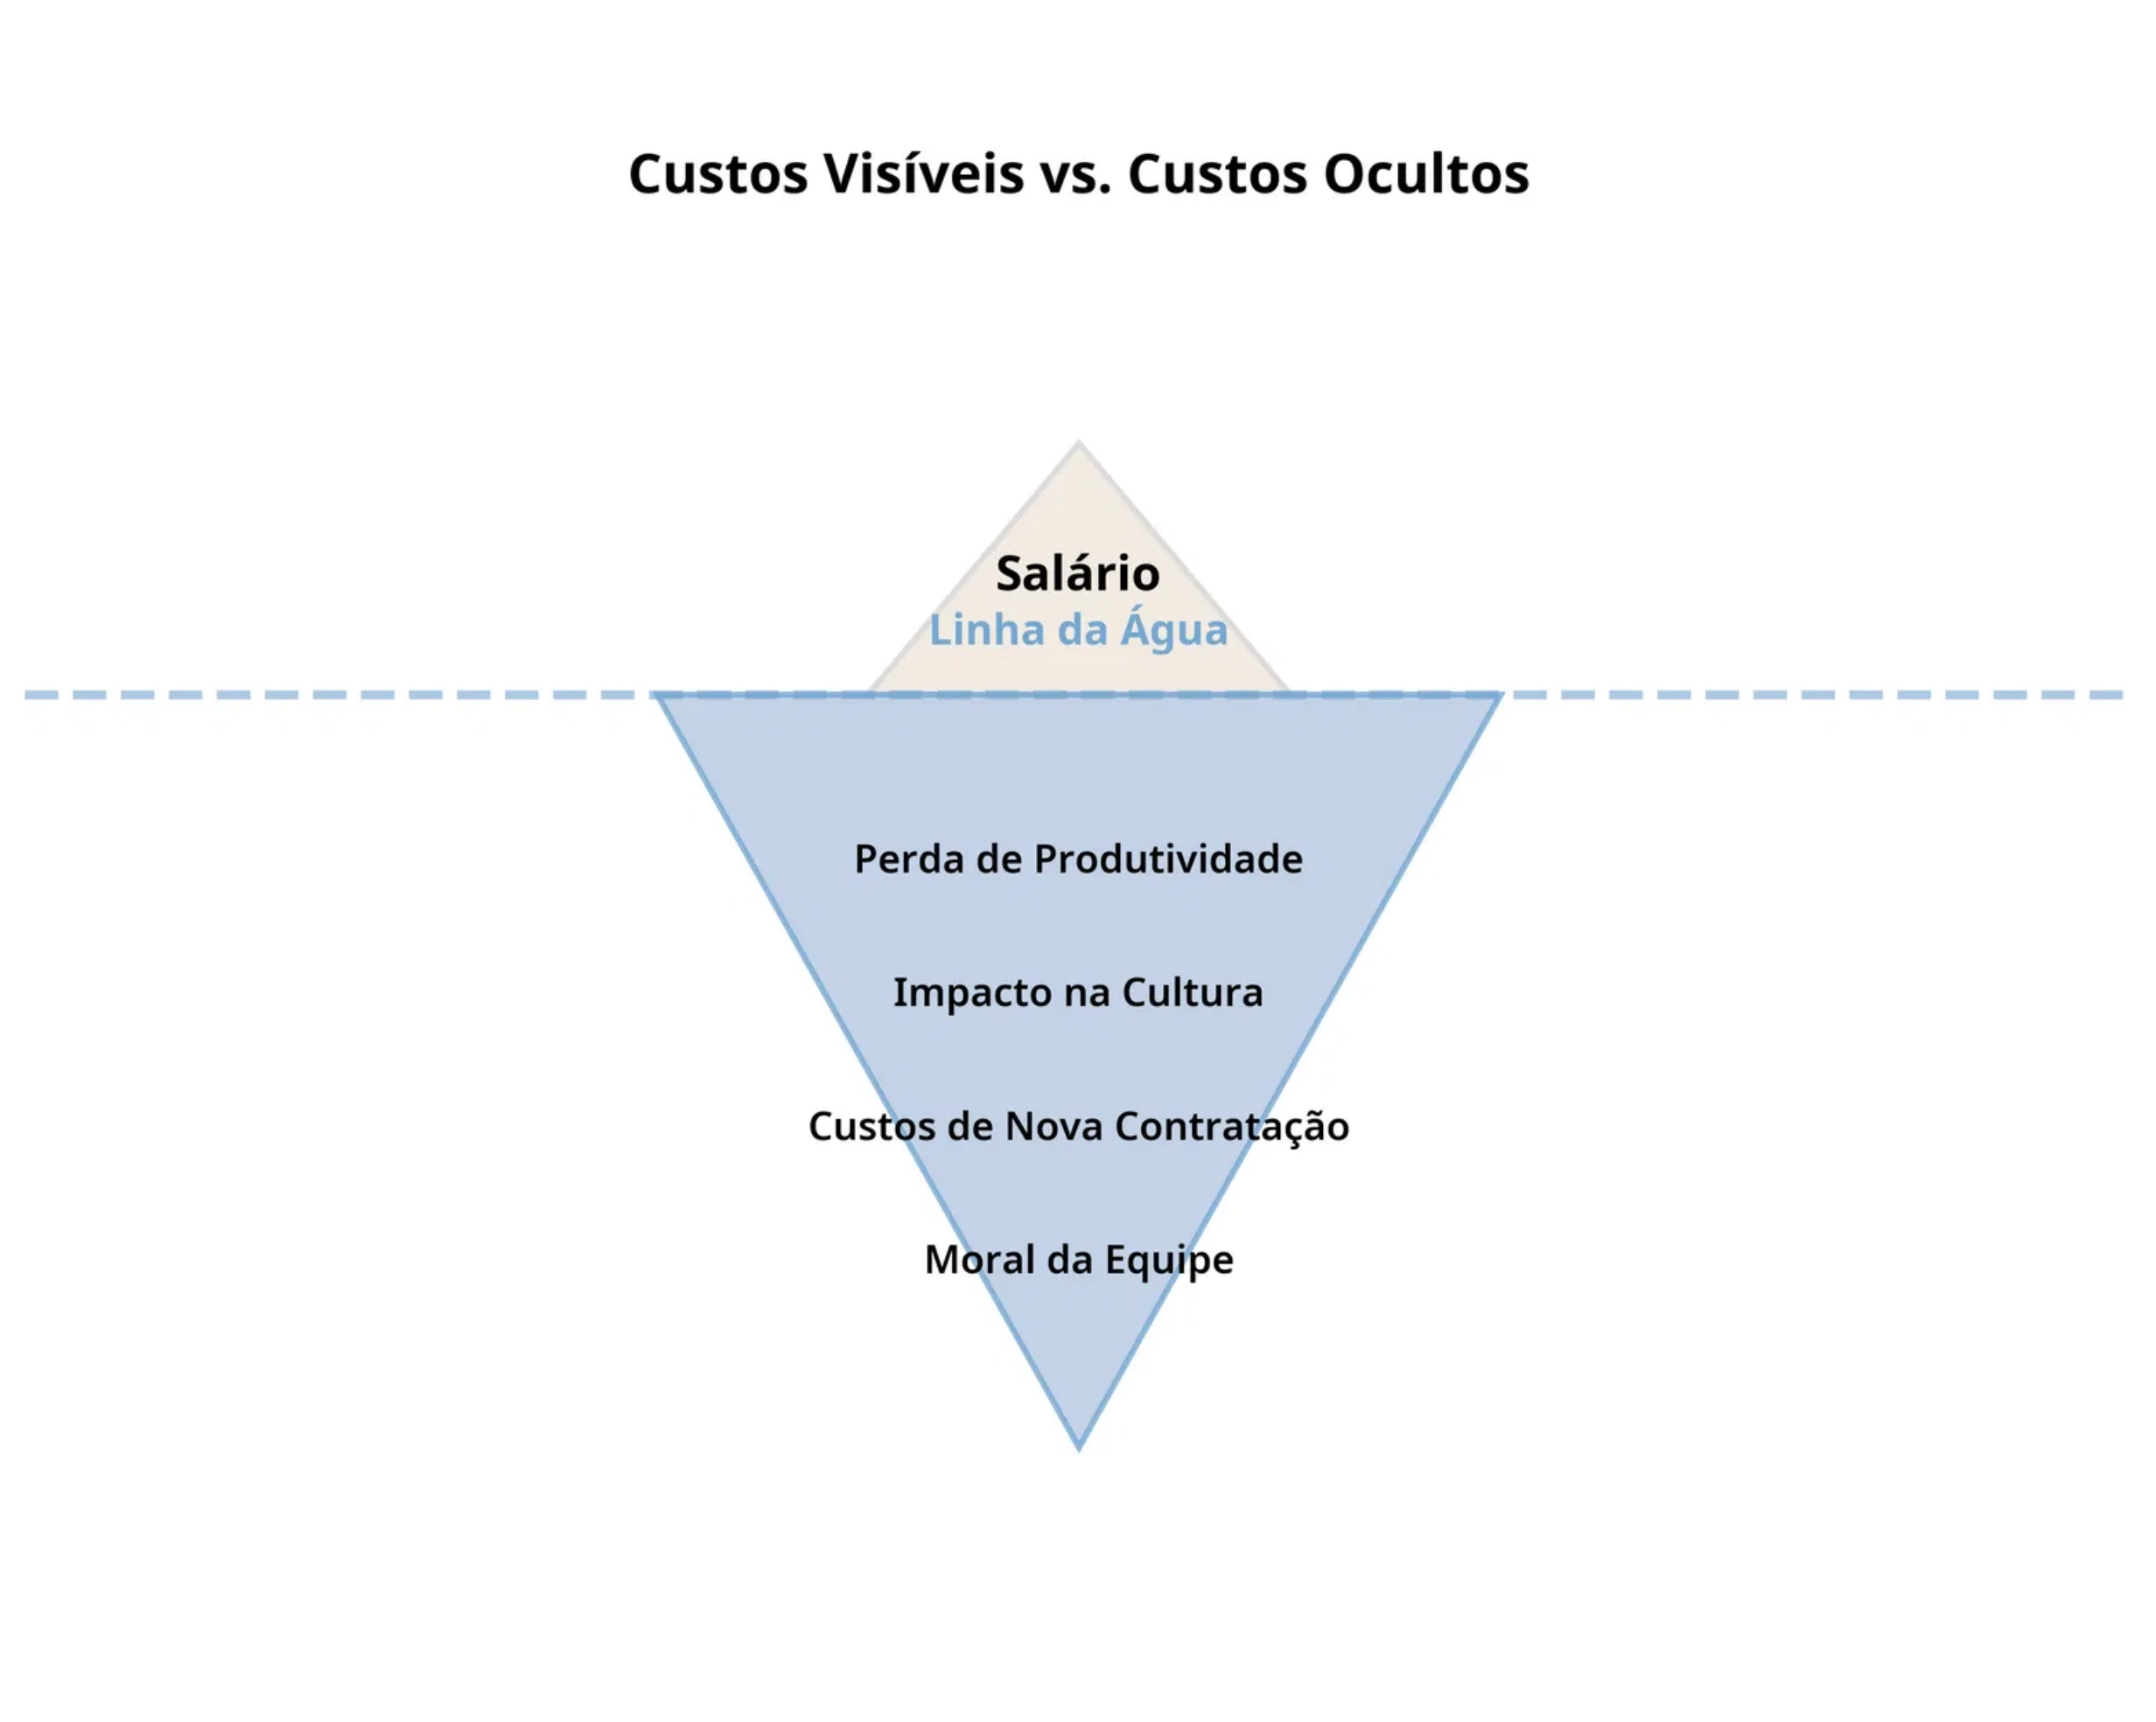 Custos Visíveis vs. Custos Ocultos
Salário
Linha da Água
Perda de Produtividade
Impacto na Cultura
Custos de Nova Contratação
Moral da Equipe